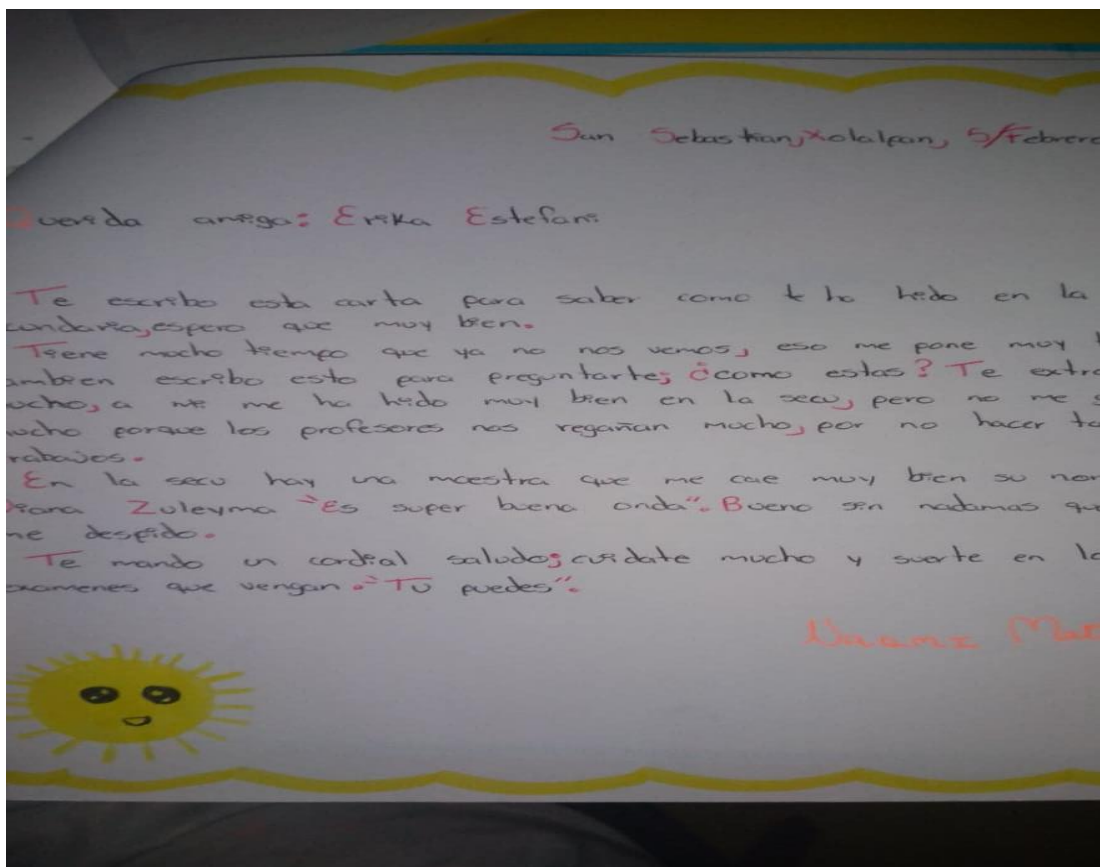 San Sebastian, Xolalpan, 5/Febrero
uerida amiga: Erika Estefani
Te escribo esta carta para saber como te ha hido en la
cundaria, espero que muy bien.
Tiene mucho tiempo que ya no nos vemos, eso me pone muy
ambien escribo esto para preguntarte; ¿como estas? Te extra
ucho, a mi me ha hido muy bien en la secu, pero no me
ucho porque los profesores nos regañan mucho, por no hacer
rabajos.
En la secu hay una maestra que me cae muy bien su nom
Diana Zuleyma "Es super buena onda". Bueno sin nadamas que
me despido.
Te mando un cordial saludo; cuidate mucho y suerte en lo
examenes que vengan. "Tú puedes".